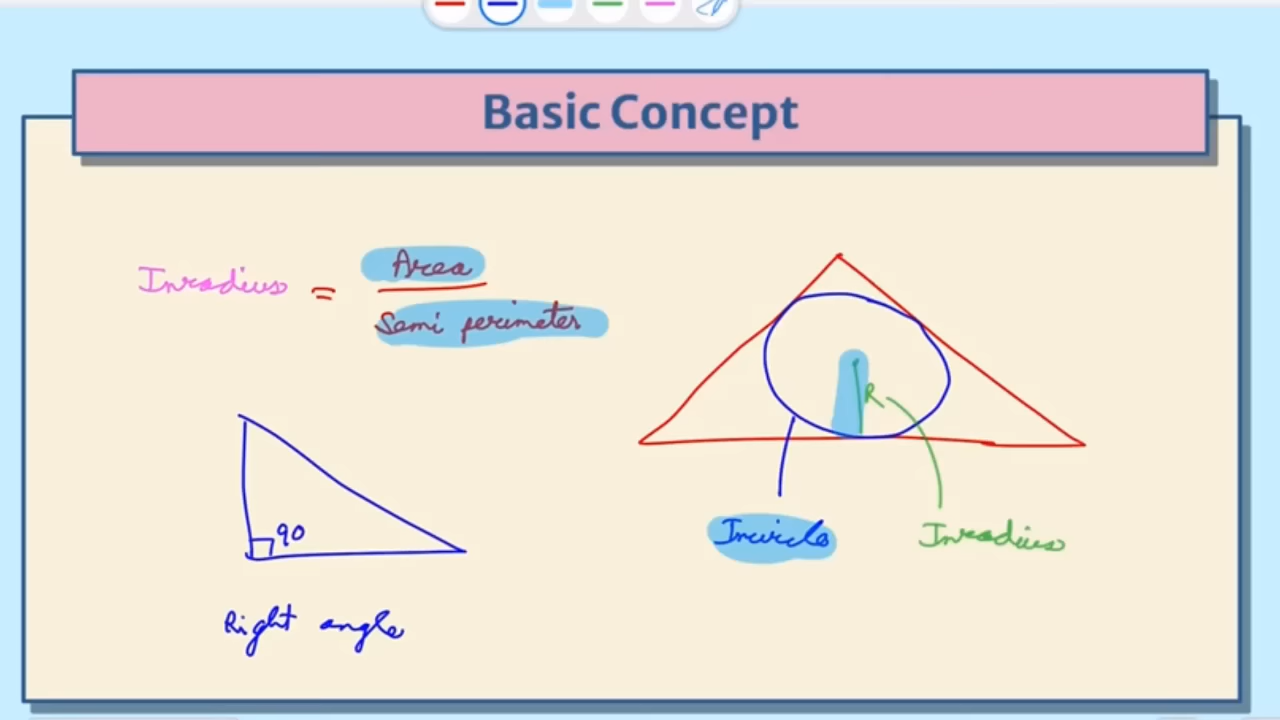 Basic Concept
Inradius = Area
Semi perimeter
R
90
Incircle
Inradius
Right angle